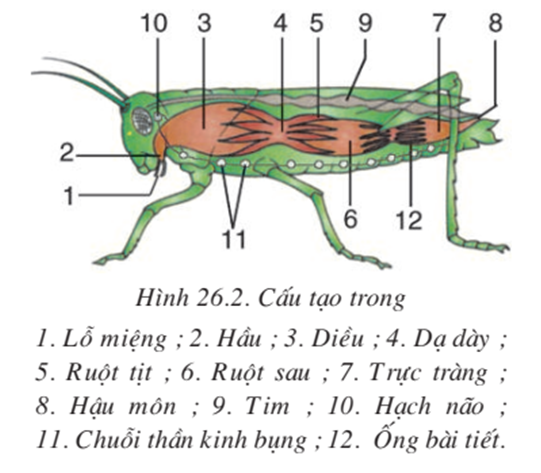 10 3 4 5 9 7 8
2
1
11 6 12
Hình 26.2. Cấu tạo trong
1. Lỗ miệng ; 2. Hầu ; 3. Diều ; 4. Dạ dày ;
5. Ruột tịt ; 6. Ruột sau ; 7. Trực tràng ;
8. Hậu môn ; 9. Tim ; 10. Hạch não ;
11. Chuỗi thần kinh bụng ; 12. Ống bài tiết.